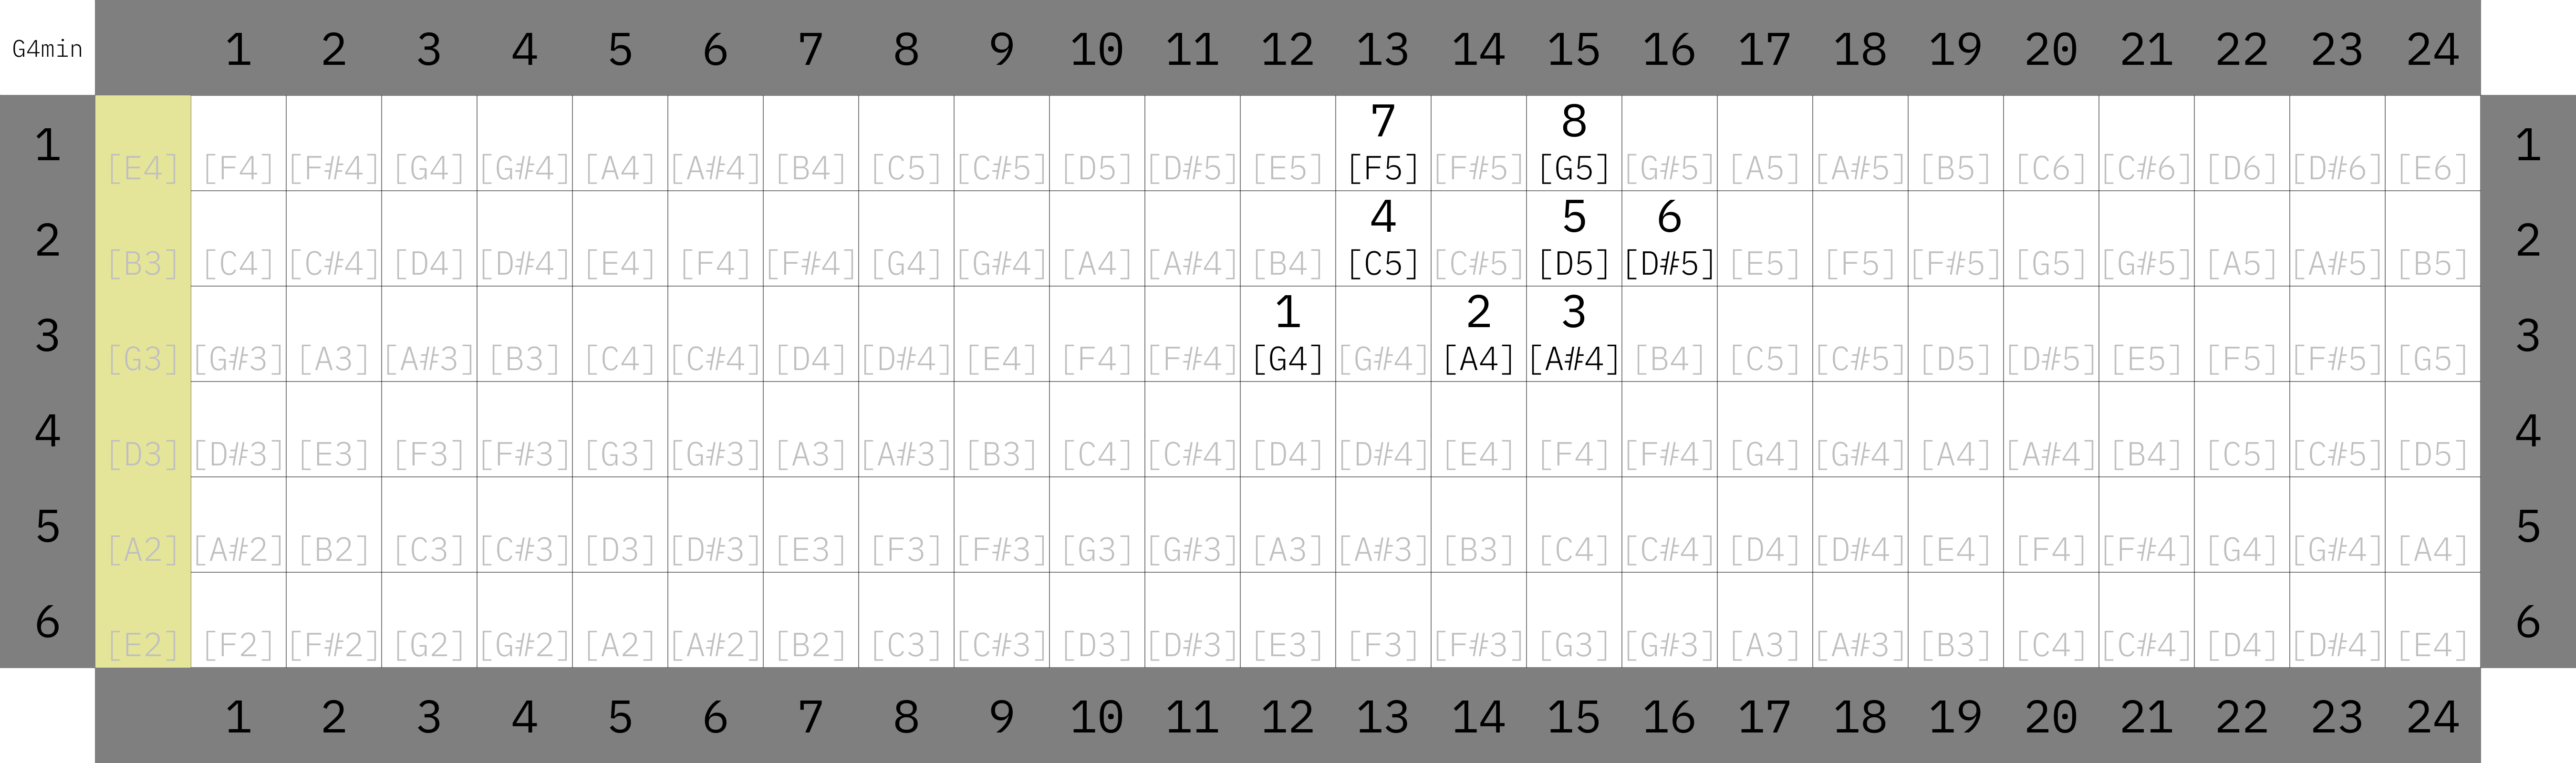 G4min 1 2 3 4 5 6 7 8 9 10 11 12 13 14 15 16 17 18 19 20 21 22 23 24
7 8
1 [E4] [F4] [F#4] [G4] [G#4] [A4] [A#4] [B4] [C5] [C#5] [D5] [D#5] [E5] [F5] [F#5] [G5] [G#5] [A5] [A#5] [B5] [C6] [C#6] [D6] [D#6] [E6] 1
4 5 6
2 [B3] [C4] [C#4] [D4] [D#4] [E4] [F4] [F#4] [G4] [G#4] [A4] [A#4] [B4] [C5] [C#5] [D5] [D#5] [E5] [F5] [F#5] [G5] [G#5] [A5] [A#5] [B5] 2
1 2 3
3 [G3] [G#3] [A3] [A#3] [B3] [C4] [C#4] [D4] [D#4] [E4] [F4] [F#4] [G4] [G#4] [A4] [A#4] [B4] [C5] [C#5] [D5] [D#5] [E5] [F5] [F#5] [G5] 3
4 [D3] [D#3] [E3] [F3] [F#3] [G3] [G#3] [A3] [A#3] [B3] [C4] [C#4] [D4] [D#4] [E4] [F4] [F#4] [G4] [G#4] [A4] [A#4] [B4] [C5] [C#5] [D5] 4
5 [A2] [A#2] [B2] [C3] [C#3] [D3] [D#3] [E3] [F3] [F#3] [G3] [G#3] [A3] [A#3] [B3] [C4] [C#4] [D4] [D#4] [E4] [F4] [F#4] [G4] [G#4] [A4] 5
6 [E2] [F2] [F#2] [G2] [G#2] [A2] [A#2] [B2] [C3] [C#3] [D3] [D#3] [E3] [F3] [F#3] [G3] [G#3] [A3] [A#3] [B3] [C4] [C#4] [D4] [D#4] [E4] 6
1 2 3 4 5 6 7 8 9 10 11 12 13 14 15 16 17 18 19 20 21 22 23 24